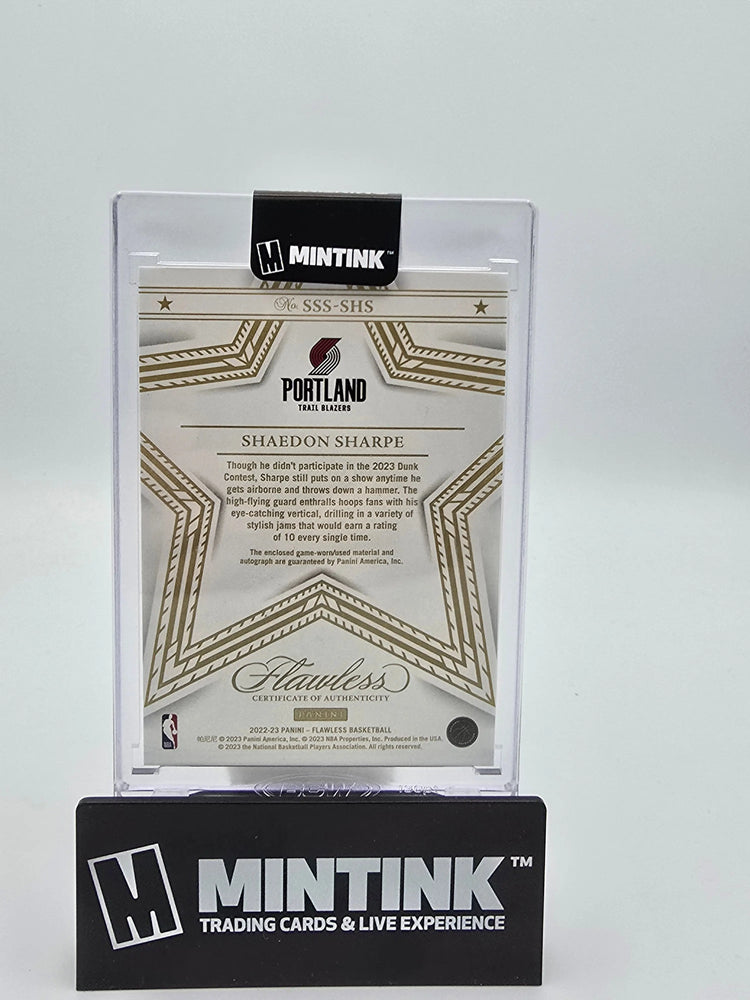 MINTINK™
No. SSS-SHS
PORTLAND
TRAIL BLAZERS
SHAEDON SHARPE
Though he didn't participate in the 2023 Dunk
Contest, Sharpe still puts on a show anytime he
gets airborne and throws down a hammer. The
high-flying guard enthralls hoops fans with his
eye-catching vertical, drilling in a variety of
stylish jams that would earn a rating
of 10 every single time.
The enclosed game-worn/used material and
autograph are guaranteed by Panini America, Inc.
Flawless
CERTIFICATE OF AUTHENTICITY
PANINI
2022-23 PANINI – FLAWLESS BASKETBALL
帕尼尼 © 2023 Panini America, Inc. © 2023 NBA Properties, Inc. Produced in the USA.
© 2023 the National Basketball Players Association. All rights reserved.
M MINTINK™
TRADING CARDS & LIVE EXPERIENCE